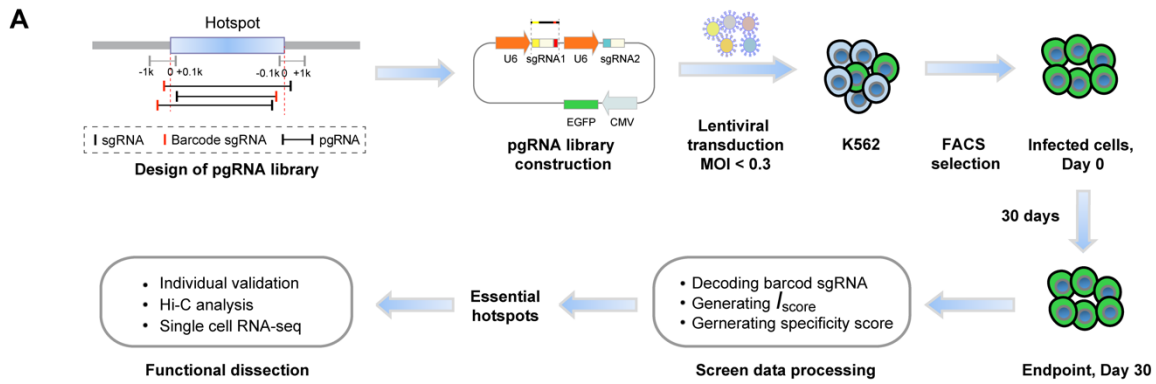 A
Hotspot
-1k 0 +0.1k -0.1k 0 +1k
sgRNA Barcode sgRNA pgRNA
Design of pgRNA library
U6 sgRNA1 U6 sgRNA2
EGFP CMV
pgRNA library
construction
Lentiviral
transduction
MOI < 0.3
K562
FACS
selection
Infected cells,
Day 0
30 days
Endpoint, Day 30
• Decoding barcod sgRNA
• Generating Iscore
• Gernerating specificity score
Screen data processing
Essential
hotspots
• Individual validation
• Hi-C analysis
• Single cell RNA-seq
Functional dissection